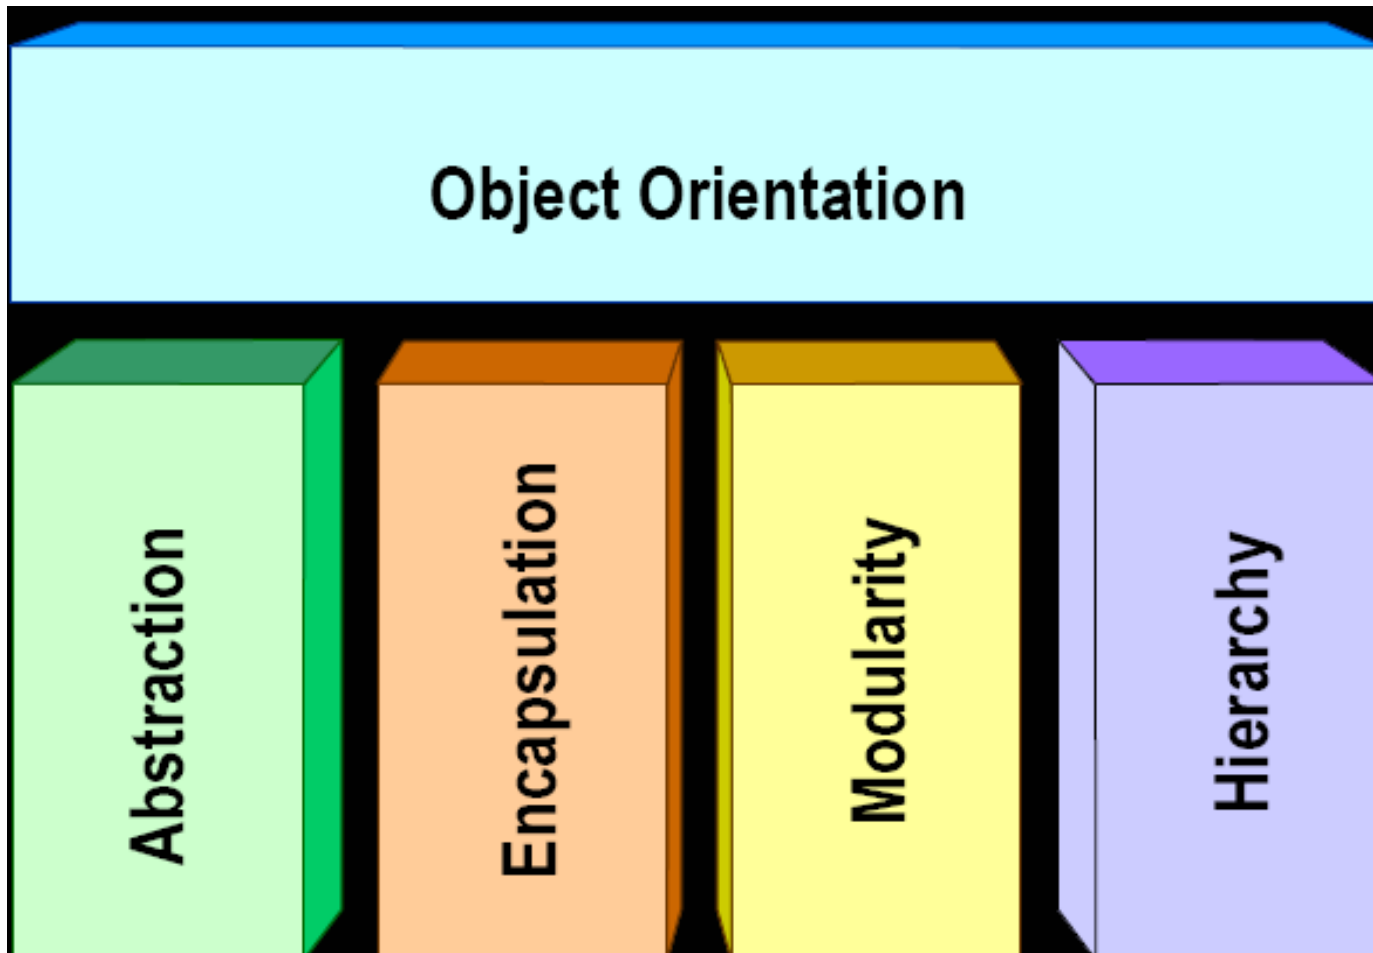 Object Orientation
Abstraction
Encapsulation
Modularity
Hierarchy